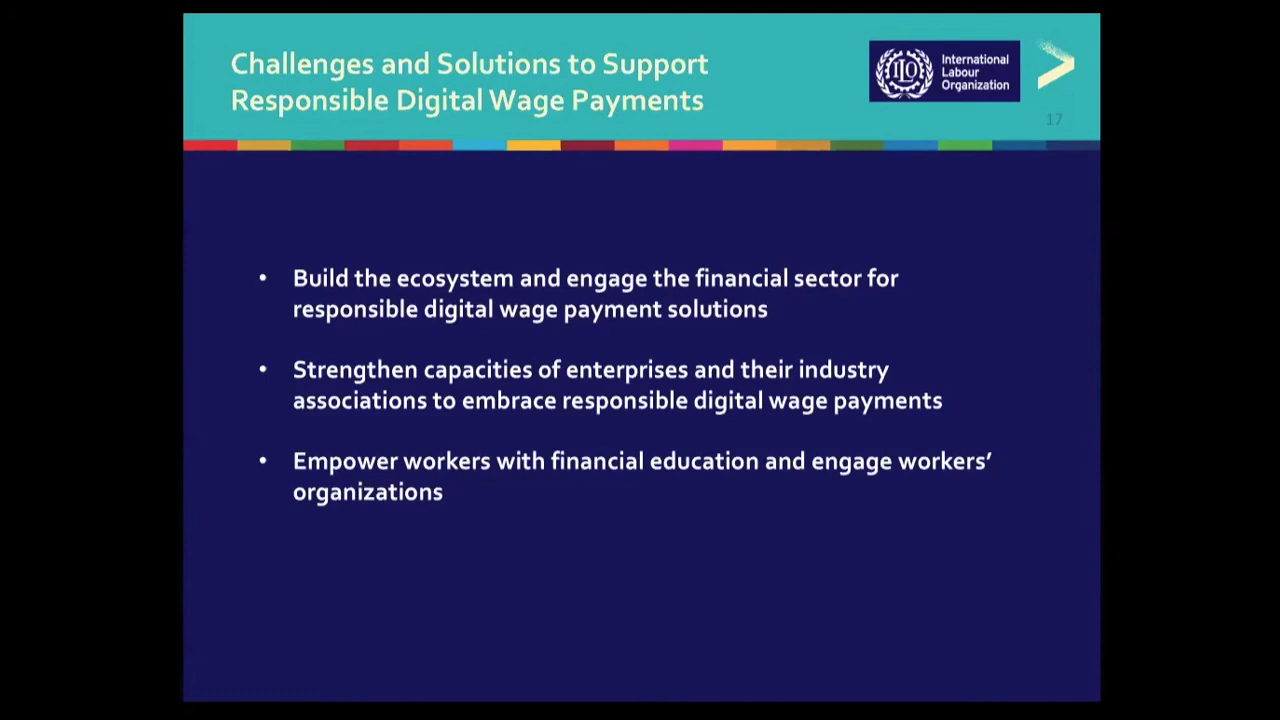 Challenges and Solutions to Support
Responsible Digital Wage Payments
ILO
International
Labour
Organization
17
• Build the ecosystem and engage the financial sector for
responsible digital wage payment solutions
• Strengthen capacities of enterprises and their industry
associations to embrace responsible digital wage payments
• Empower workers with financial education and engage workers’
organizations